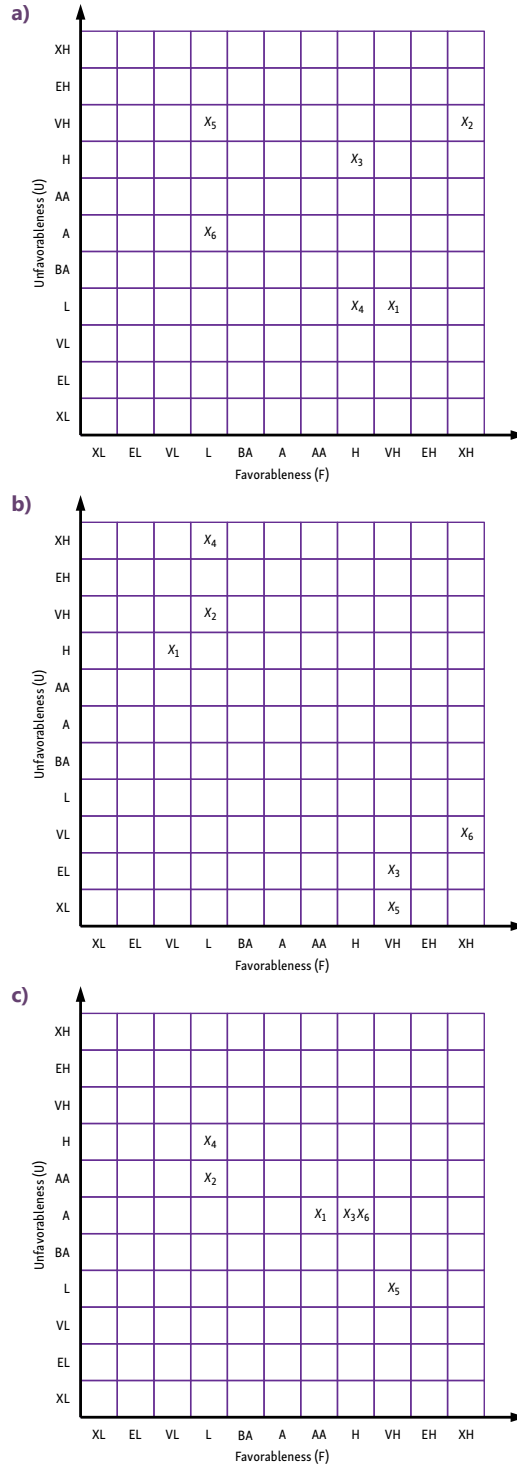 a)
XH
EH
VH X5 X2
H X3
AA
A X6
BA
L X4 X1
VL
EL
XL
Unfavorableness (U)
XL EL VL L BA A AA H VH EH XH
Favorableness (F)
b)
XH X4
EH
VH X2
H X1
AA
A
BA
L
VL X6
EL X3
XL X5
Unfavorableness (U)
XL EL VL L BA A AA H VH EH XH
Favorableness (F)
c)
XH
EH
VH
H X4
AA X2
A X1 X3X6
BA
L X5
VL
EL
XL
Unfavorableness (U)
XL EL VL L BA A AA H VH EH XH
Favorableness (F)